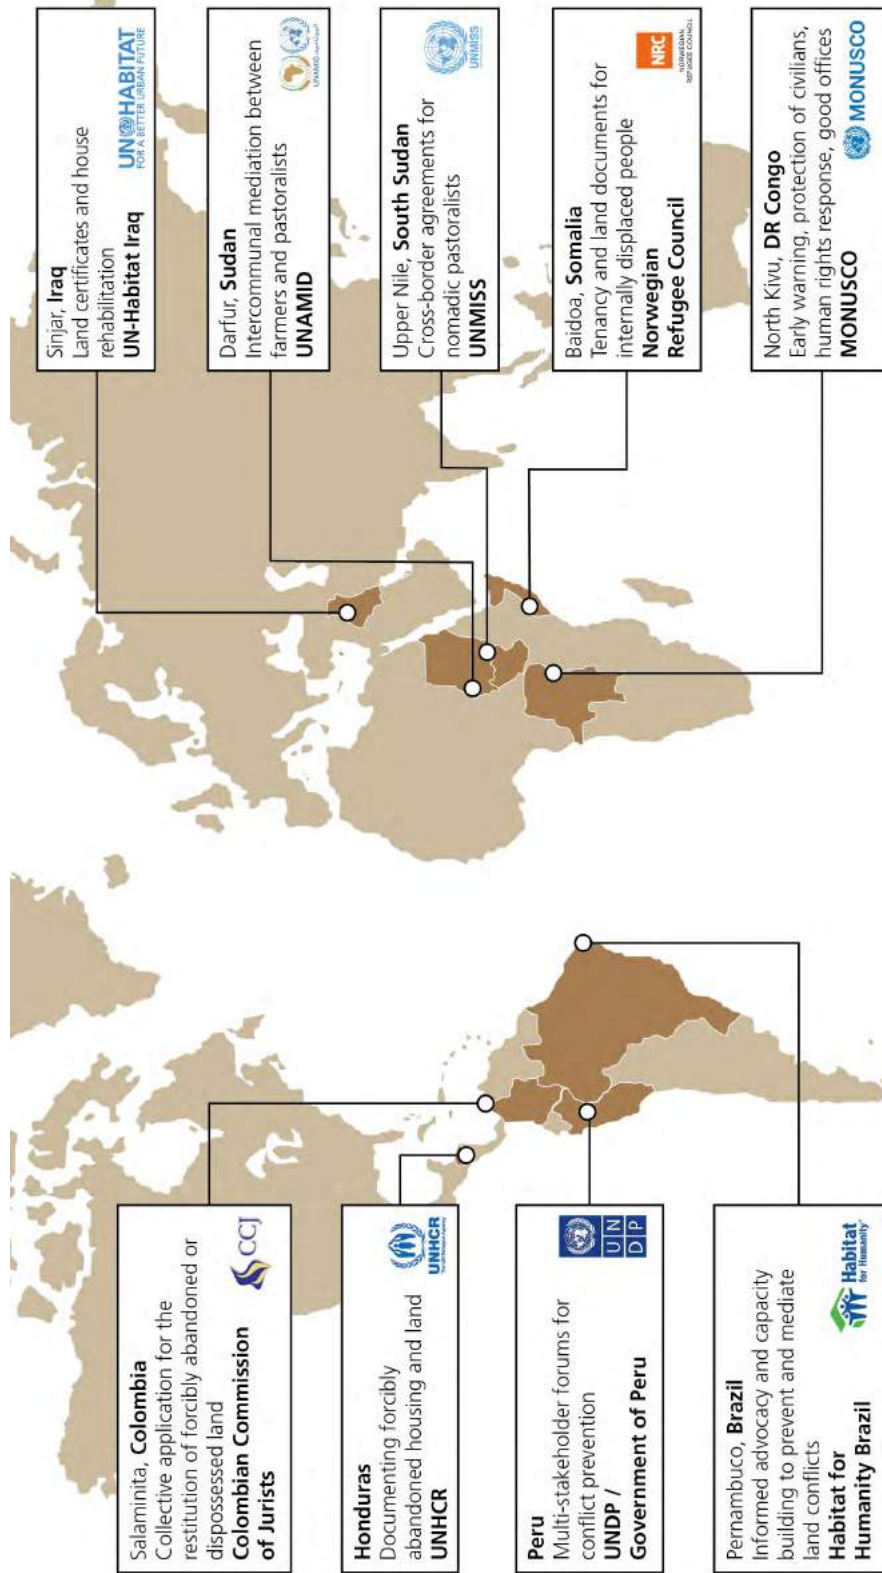 Salaminita, Colombia
Collective application for the
restitution of forcibly abandoned or
dispossessed land
Colombian Commission
of Jurists
CCJ
Honduras
Documenting forcibly
abandoned housing and land
UNHCR
UNHCR
Peru
Multi-stakeholder forums for
conflict prevention
UNDP /
Government of Peru
U N
D P
Pernambuco, Brazil
Informed advocacy and capacity
building to prevent and mediate
land conflicts
Habitat for
Humanity Brazil
Habitat
for Humanity
Sinjar, Iraq
Land certificates and house
rehabilitation
UN-Habitat Iraq
UN HABITAT
FOR A BETTER URBAN FUTURE
Darfur, Sudan
Intercommunal mediation between
farmers and pastoralists
UNAMID
UNAMID
Upper Nile, South Sudan
Cross-border agreements for
nomadic pastoralists
UNMISS
UNMISS
Baidoa, Somalia
Tenancy and land documents for
internally displaced people
Norwegian
Refugee Council
NRC
NORWEGIAN
REFUGEE COUNCIL
North Kivu, DR Congo
Early warning, protection of civilians,
human rights response, good offices
MONUSCO
MONUSCO